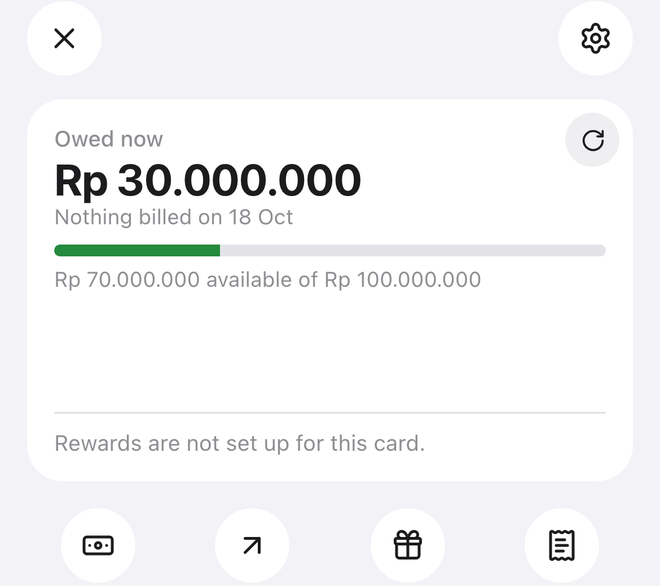 Owed now
Rp 30.000.000
Nothing billed on 18 Oct
Rp 70.000.000 available of Rp 100.000.000
Rewards are not set up for this card.